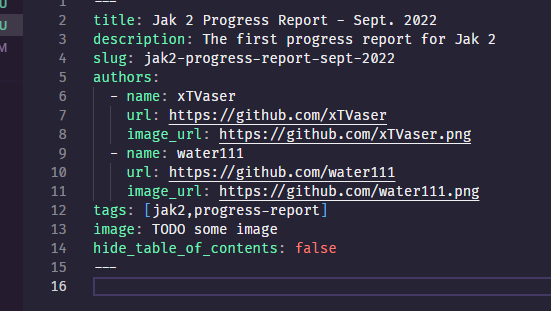 U
U
M
1 ---
2 title: Jak 2 Progress Report - Sept. 2022
3 description: The first progress report for Jak 2
4 slug: jak2-progress-report-sept-2022
5 authors:
6   - name: xTVaser
7     url: https://github.com/xTVaser
8     image_url: https://github.com/xTVaser.png
9   - name: water111
10     url: https://github.com/water111
11     image_url: https://github.com/water111.png
12 tags: [jak2,progress-report]
13 image: TODO some image
14 hide_table_of_contents: false
15 ---
16